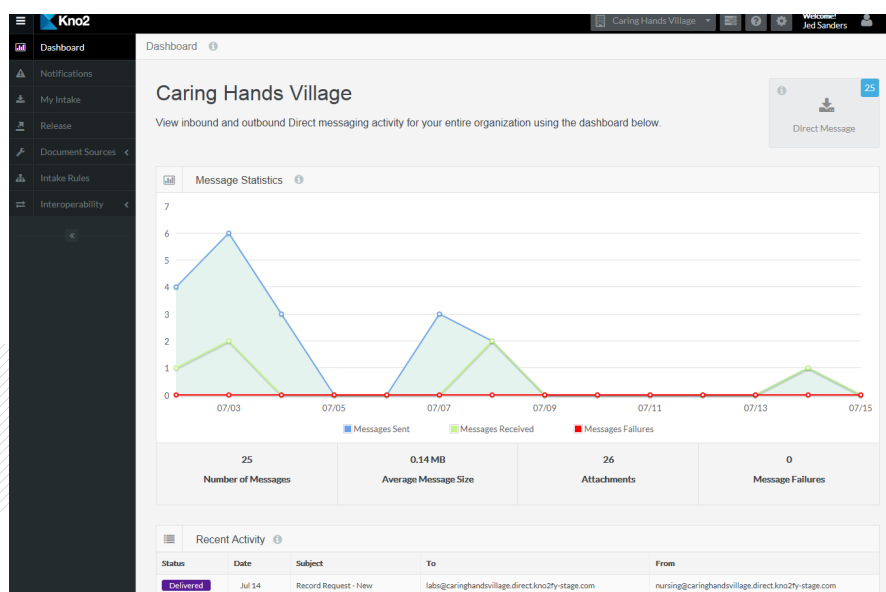 Kno2
Caring Hands Village
Welcome!
Jed Sanders
Dashboard
Notifications
My Intake
Release
Document Sources
Intake Rules
Interoperability
Dashboard
Caring Hands Village
View inbound and outbound Direct messaging activity for your entire organization using the dashboard below.
25
Direct Message
Message Statistics
7
6
5
4
3
2
1
0
07/03 07/05 07/07 07/09 07/11 07/13 07/15
Messages Sent Messages Received Messages Failures
25 0.14 MB 26 0
Number of Messages Average Message Size Attachments Message Failures
Recent Activity
Status Date Subject To From
Delivered Jul 14 Record Request - New labs@caringhandsvillage.direct.kno2fy-stage.com nursing@caringhandsvillage.direct.kno2fy-stage.com